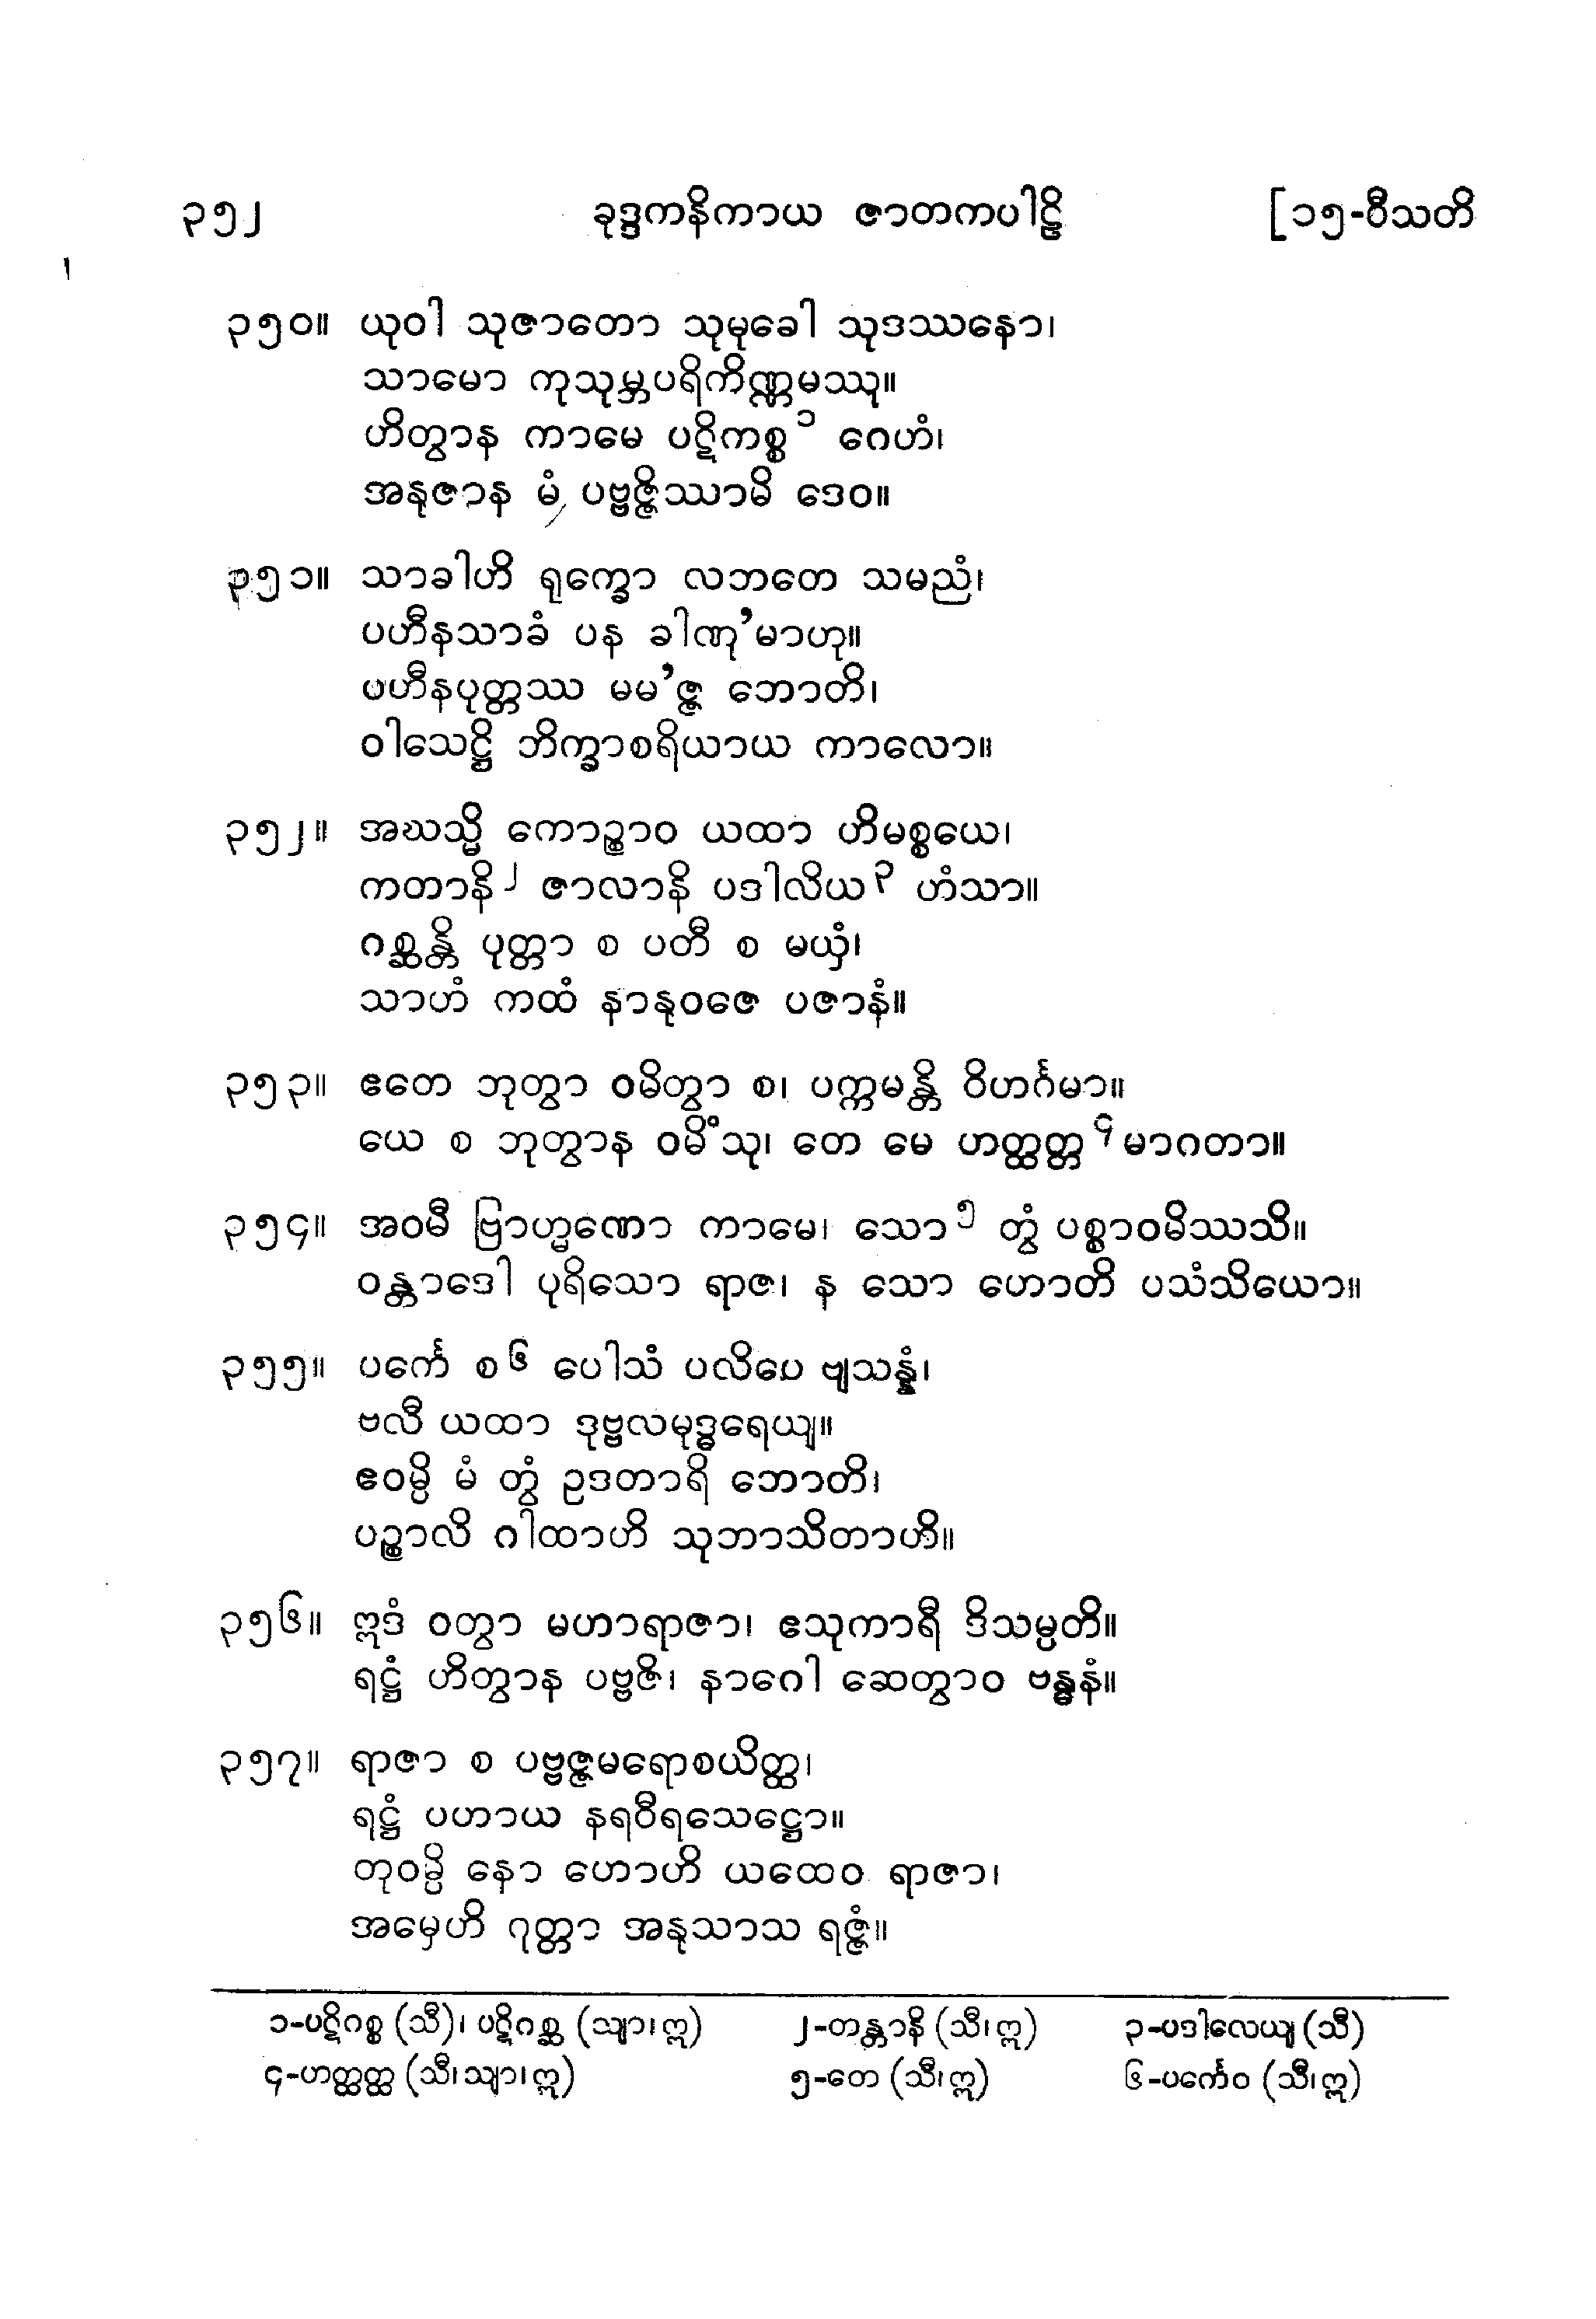 ၃၅၂ ခုဒ္ဒကနိကာယ ဇာတကပါဠိ [၁၅-ဝီသတိ
၃၅၀။ ယုဝါ သုဇာတော သုမုခေါ သုဒဿနော၊
သာမော ကုသုမ္ဘပရိကိဏ္ဏမဿု။
ဟိတွာန ကာမေ ပဋိကစ္စ ၁ ဂေဟံ၊
အနုဇာန မံ ပဗ္ဗဇိဿာမိ ဒေဝ။
၃၅၁။ သာခါဟိ ရုက္ခော လဘတေ သမညံ၊
ပဟီနသာခံ ပန ခါဏု'မာဟု။
ပဟီနပုတ္တဿ မမ'ဇ္ဇ ဘောတိ၊
ဝါသေဋ္ဌိ ဘိက္ခာစရိယာယ ကာလော။
၃၅၂။ အဃသ္မိ ကောဉ္စာဝ ယထာ ဟိမစ္စယေ၊
ကတာနိ ၂ ဇာလာနိ ပဒါလိယ ၃ ဟံသာ။
ဂစ္ဆန္တိ ပုတ္တာ စ ပတီ စ မယှံ၊
သာဟံ ကထံ နာနုဝဇေ ပဇာနံ။
၃၅၃။ ဧတေ ဘုတွာ ဝမိတွာ စ၊ ပက္ကမန္တိ ဝိဟင်္ဂမာ။
ယေ စ ဘုတွာန ဝမိံသု၊ တေ မေ ဟတ္ထတ္တ ၄ မာဂတာ။
၃၅၄။ အဝမီ ဗြာဟ္မဏော ကာမေ၊ သော ၅ တွံ ပစ္စာဝမိဿသိ။
ဝန္တာဒေါ ပုရိသော ရာဇ၊ န သော ဟောတိ ပသံသိယော။
၃၅၅။ ပင်္ကေ စ ၆ ပေါသံ ပလိပေ ဗျသန္နံ၊
ဗလီ ယထာ ဒုဗ္ဗလမုဒ္ဓရေယျ။
ဧဝမ္ပိ မံ တွံ ဥဒတာရိ ဘောတိ၊
ပဉ္စာလိ ဂါထာဟိ သုဘာသိတာဟိ။
၃၅၆။ ဣဒံ ဝတွာ မဟာရာဇာ၊ ဧသုကာရီ ဒိသမ္ပတိ။
ရဋ္ဌံ ဟိတွာန ပဗ္ဗဇိ၊ နာဂေါ ဆေတွာဝ ဗန္ဓနံ။
၃၅၇။ ရာဇာ စ ပဗ္ဗဇ္ဇမရောစယိတ္ထ၊
ရဋ္ဌံ ပဟာယ နရဝီရသေဋ္ဌော။
တုဝမ္ပိ နော ဟောဟိ ယထေဝ ရာဇာ၊
အမှေဟိ ဂုတ္တာ အနုသာသ ရဇ္ဇံ။
၁-ပဋိဂစ္စ (သီ)၊ ပဋိဂစ္ဆ (သျာ၊ဣ) ၂-တန္တာနိ (သီ၊ဣ) ၃-ပဒါလေယျ (သီ)
၄-ဟတ္ထတ္ထ (သီ၊သျာ၊ဣ) ၅-တေ (သီ၊ဣ) ၆-ပင်္ကေဝ (သီ၊ဣ)